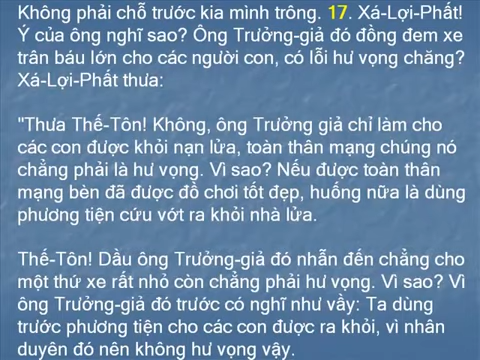 Không phải chỗ trước kia mình trông. 17. Xá-Lợi-Phất!
Ý của ông nghĩ sao? Ông Trưởng-giả đó đồng đem xe
trân báu lớn cho các người con, có lỗi hư vọng chăng?
Xá-Lợi-Phất thưa:
"Thưa Thế-Tôn! Không, ông Trưởng giả chỉ làm cho
các con được khỏi nạn lửa, toàn thân mạng chúng nó
chẳng phải là hư vọng. Vì sao? Nếu được toàn thân
mạng bèn đã được đồ chơi tốt đẹp, huống nữa là dùng
phương tiện cứu vớt ra khỏi nhà lửa.
Thế-Tôn! Dầu ông Trưởng-giả đó nhẫn đến chẳng cho
một thứ xe rất nhỏ còn chẳng phải hư vọng. Vì sao? Vì
ông Trưởng-giả đó trước có nghĩ như vầy: Ta dùng
trước phương tiện cho các con được ra khỏi, vì nhân
duyên đó nên không hư vọng vậy.